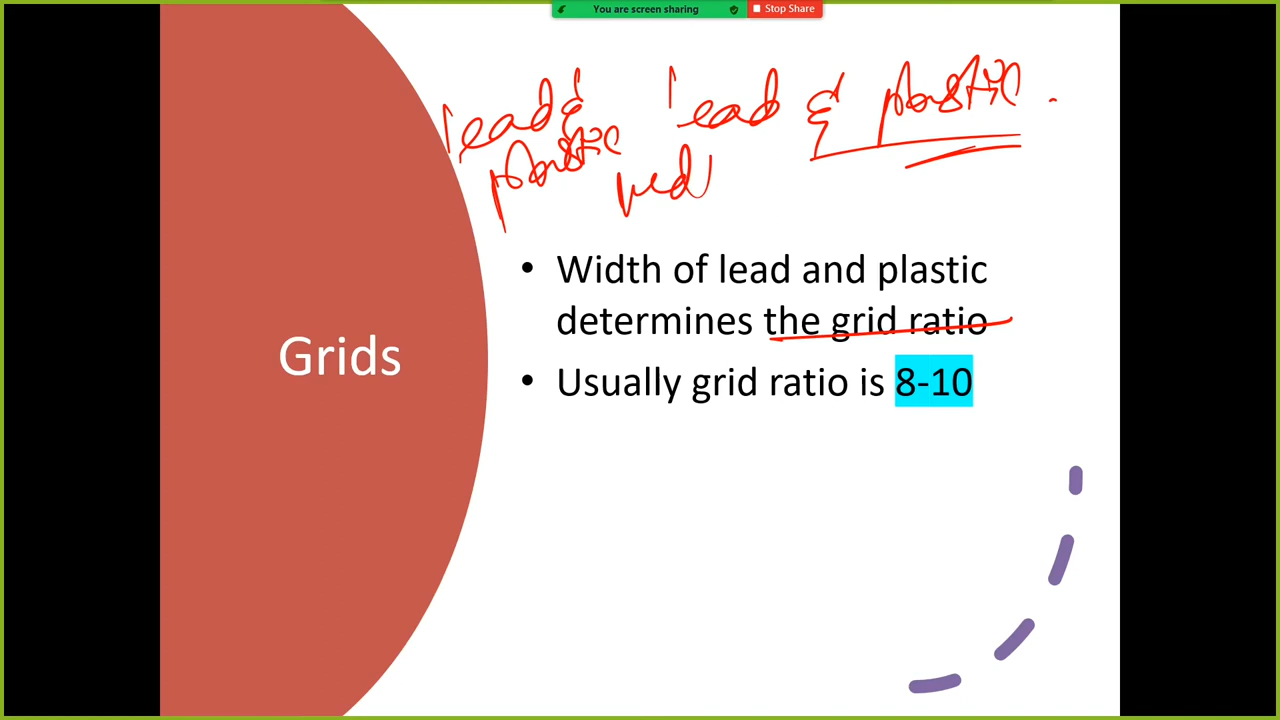 You are screen sharing Stop Share
lead & lead & plastic.
plastic
Grids
• Width of lead and plastic
determines the grid ratio
• Usually grid ratio is 8-10